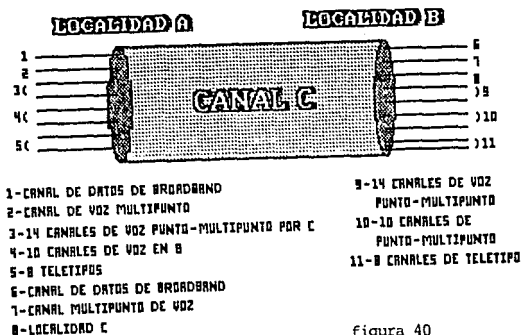 LOCALIDAD A
LOCALIDAD B
CANAL C
1
2
3(
4(
5(
6
7
8
)9
)10
)11
1-CANAL DE DATOS DE BROADBAND
2-CANAL DE VOZ MULTIPUNTO
3-14 CANALES DE VOZ PUNTO-MULTIPUNTO POR C
4-10 CANALES DE VOZ EN B
5-8 TELETIPOS
6-CANAL DE DATOS DE BROADBAND
7-CANAL MULTIPUNTO DE VOZ
8-LOCALIDAD C
9-14 CANALES DE VOZ
PUNTO-MULTIPUNTO
10-10 CANALES DE
PUNTO-MULTIPUNTO
11-8 CANALES DE TELETIPO
figura 40